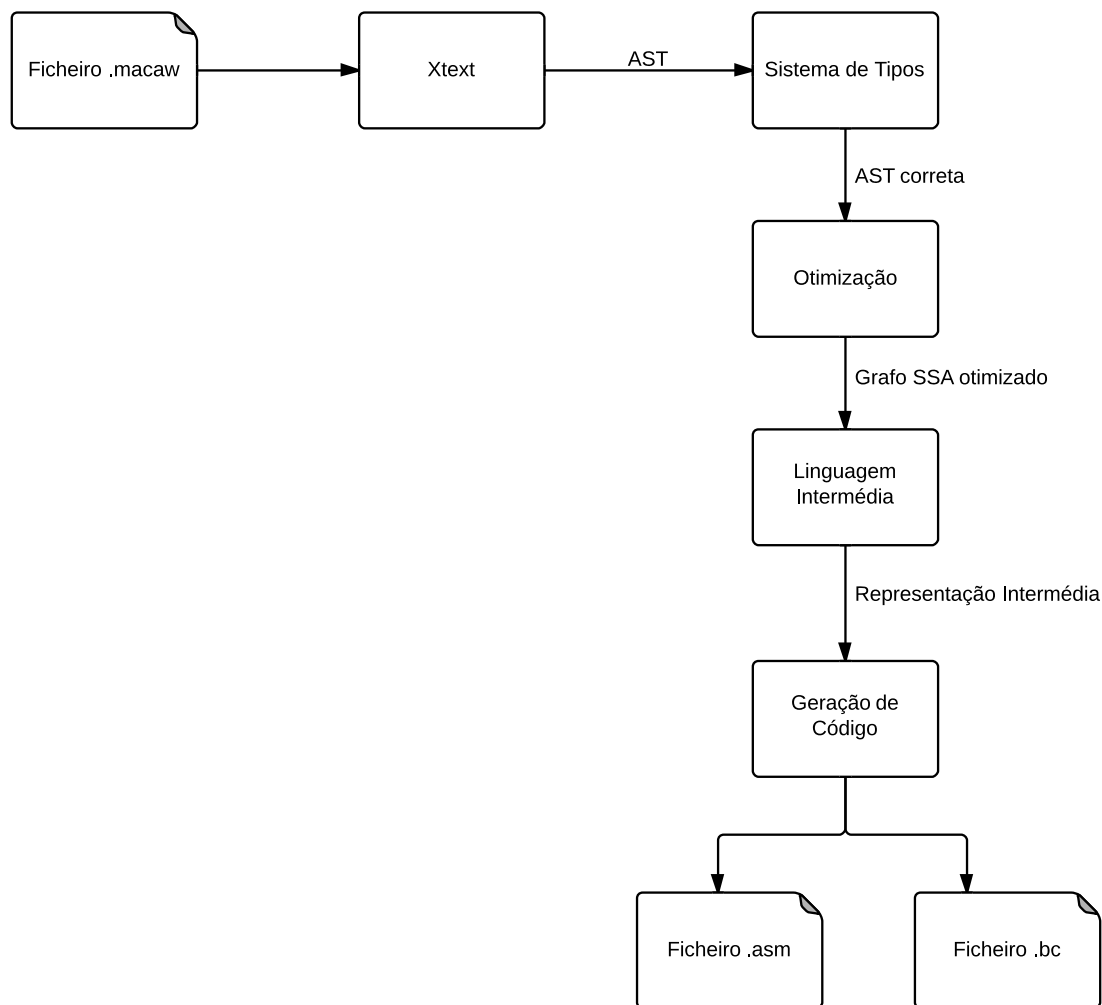 Ficheiro .macaw
Xtext
AST
Sistema de Tipos
AST correta
Otimização
Grafo SSA otimizado
Linguagem
Intermédia
Representação Intermédia
Geração de
Código
Ficheiro .asm
Ficheiro .bc